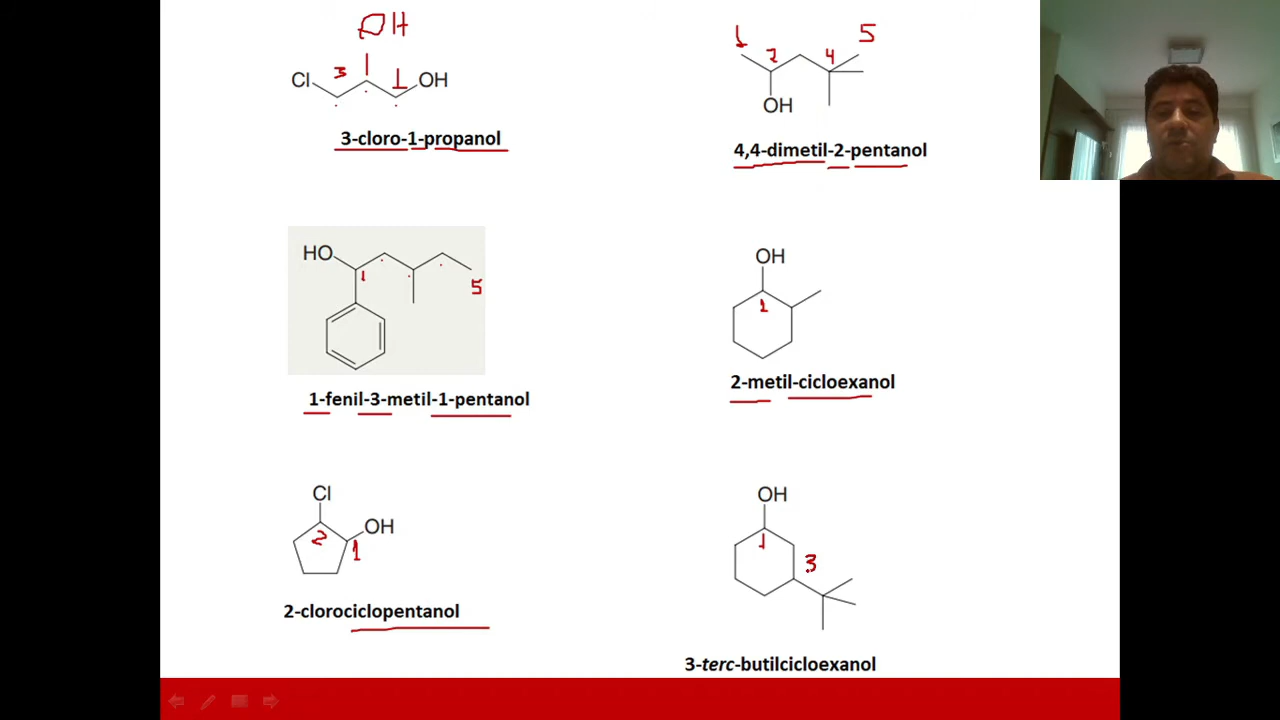 OH
Cl 3 1 OH
3-cloro-1-propanol
1 2 4 5
OH
4,4-dimetil-2-pentanol
HO
1 5
1-fenil-3-metil-1-pentanol
OH
1
2-metil-cicloexanol
Cl
2 1 OH
2-clorociclopentanol
OH
1 3
3-terc-butilcicloexanol